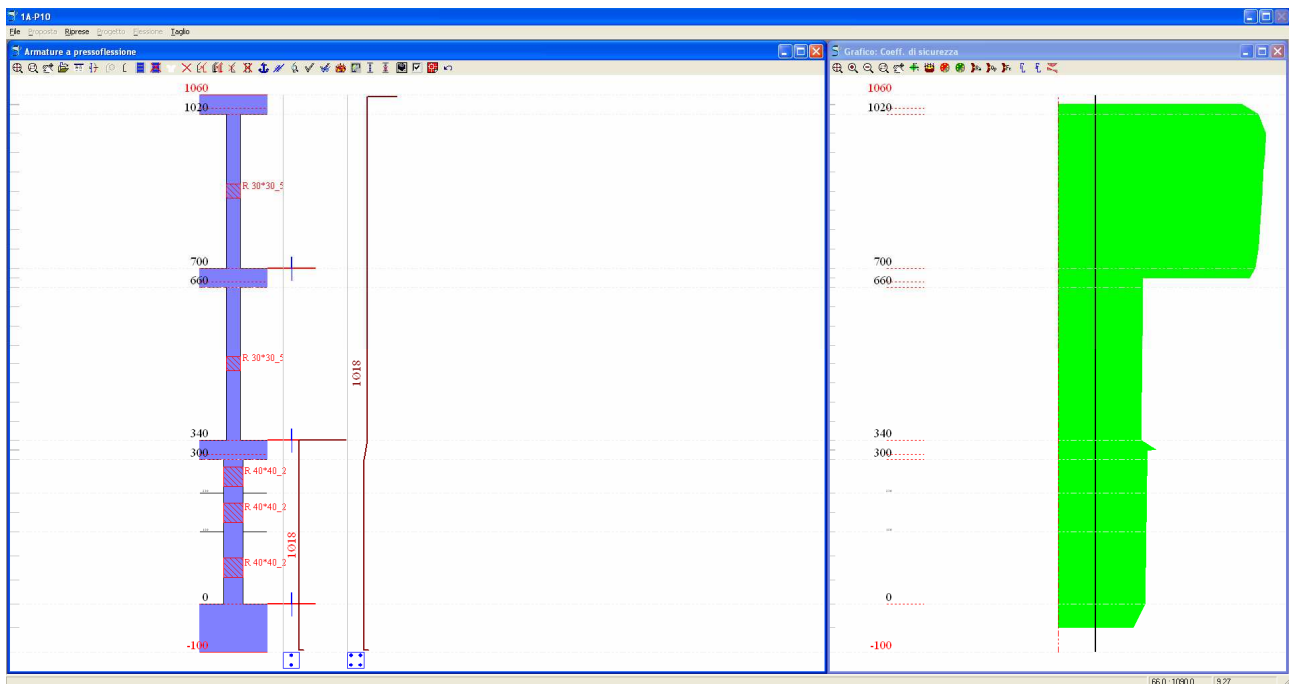 1A-P10
File Proposta Riprese Progetto Flessione Taglio
Armature a pressoflessione
Grafico: Coeff. di sicurezza
1060
1020
R 30*30_5
700
660
R 30*30_5
1Ø18
340
300
R 40*40_2
R 40*40_2
1Ø18
R 40*40_2
0
-100
1060
1020
700
660
340
300
0
-100
66.0 ; 1090.0
9.27